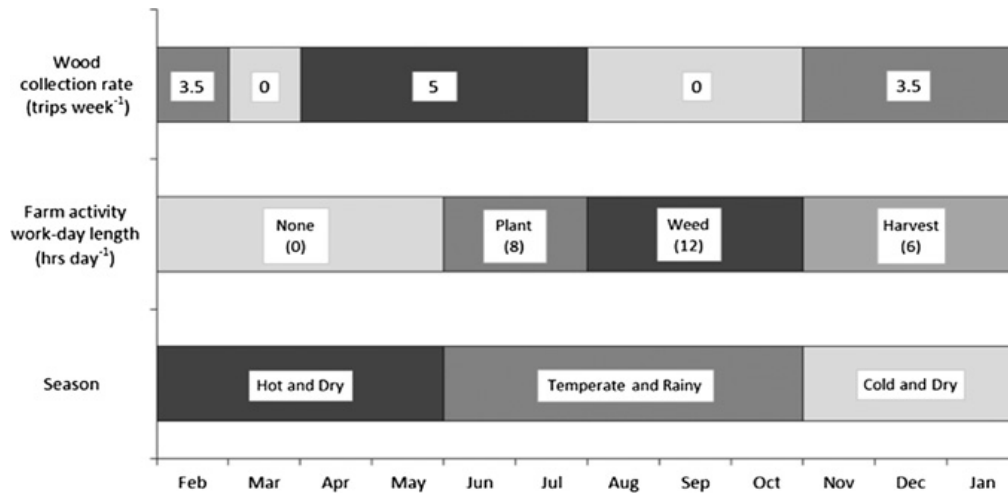 Wood
collection rate
(trips week⁻¹)
3.5
0
5
0
3.5
Farm activity
work-day length
(hrs day⁻¹)
None
(0)
Plant
(8)
Weed
(12)
Harvest
(6)
Season
Hot and Dry
Temperate and Rainy
Cold and Dry
Feb Mar Apr May Jun Jul Aug Sep Oct Nov Dec Jan